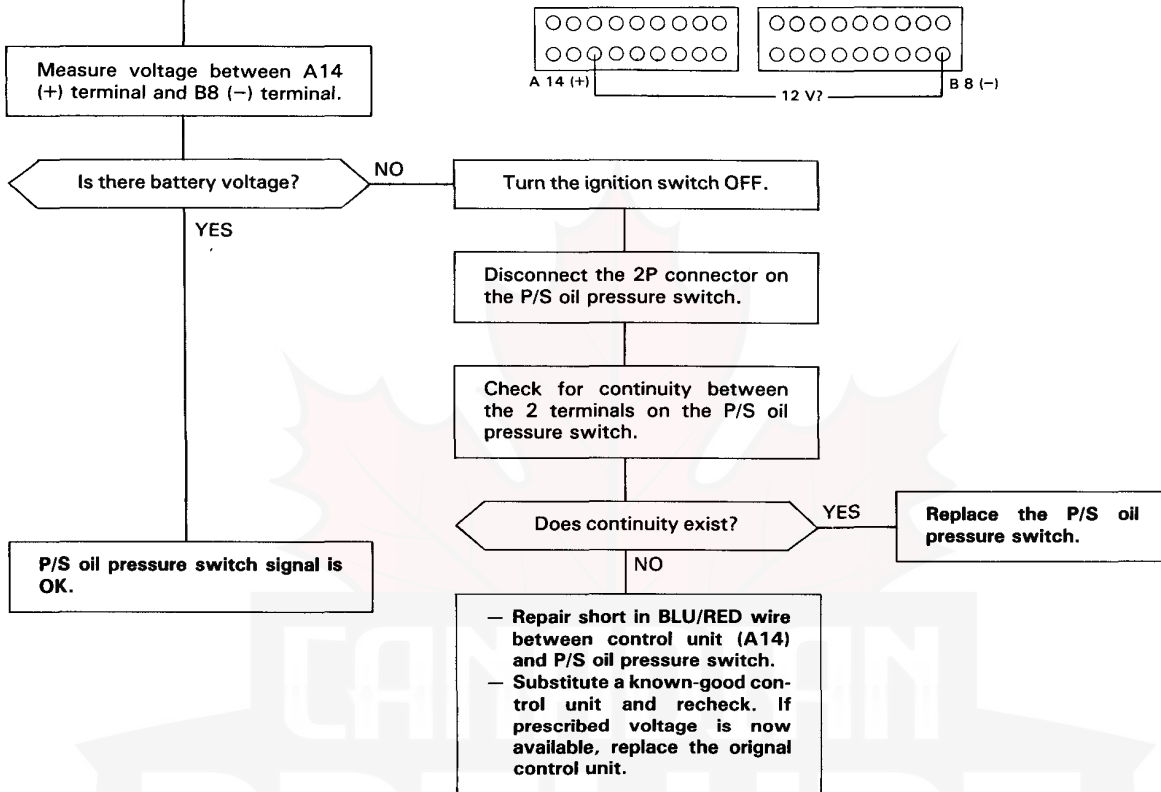 Measure voltage between A14
(+) terminal and B8 (−) terminal.
A 14 (+)
12 V?
B 8 (−)
Is there battery voltage?
NO
Turn the ignition switch OFF.
YES
Disconnect the 2P connector on
the P/S oil pressure switch.
Check for continuity between
the 2 terminals on the P/S oil
pressure switch.
Does continuity exist?
YES
Replace the P/S oil
pressure switch.
NO
P/S oil pressure switch signal is
OK.
— Repair short in BLU/RED wire
between control unit (A14)
and P/S oil pressure switch.
— Substitute a known-good con-
trol unit and recheck. If
prescribed voltage is now
available, replace the orignal
control unit.